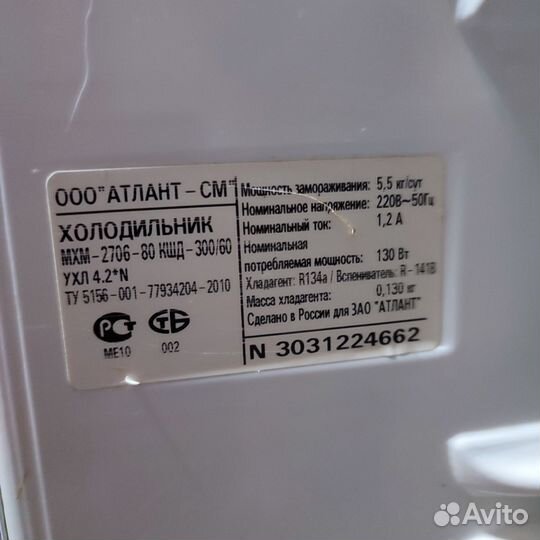 ООО "АТЛАНТ-СМ"
ХОЛОДИЛЬНИК
МХМ-2706-80 КШД-300/60
УХЛ 4.2*N
ТУ 5156-001-77934204-2010
РСТ
МЕ10
СТБ
002
Мощность замораживания: 5,5 кг/сут
Номинальное напряжение: 220В~50Гц
Номинальный ток: 1,2 А
Номинальная
потребляемая мощность: 130 Вт
Хладагент: R134a / Вспениватель: R-141B
Масса хладагента: 0,130 кг
Сделано в России для ЗАО "АТЛАНТ"
N 3031224662
Avito